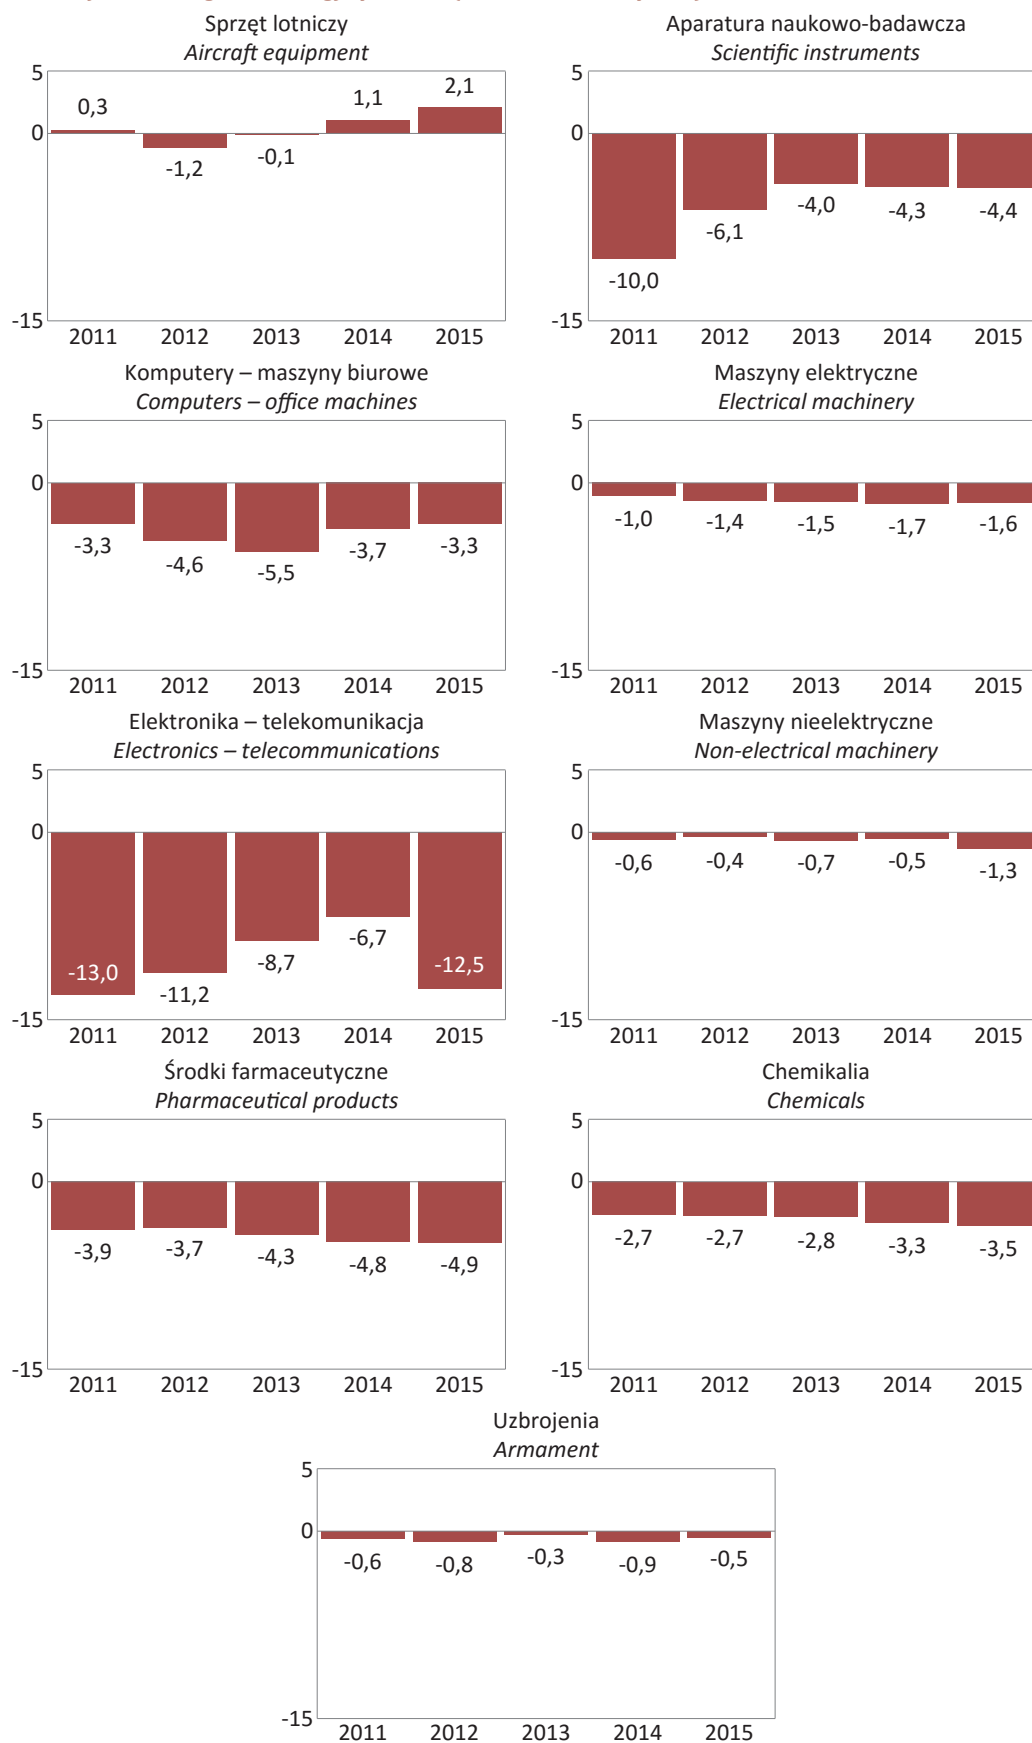 Sprzęt lotniczy
Aircraft equipment
5
0
-15
0,3
-1,2
-0,1
1,1
2,1
2011 2012 2013 2014 2015
Aparatura naukowo-badawcza
Scientific instruments
5
0
-15
-10,0
-6,1
-4,0
-4,3
-4,4
2011 2012 2013 2014 2015
Komputery – maszyny biurowe
Computers – office machines
5
0
-15
-3,3
-4,6
-5,5
-3,7
-3,3
2011 2012 2013 2014 2015
Maszyny elektryczne
Electrical machinery
5
0
-15
-1,0
-1,4
-1,5
-1,7
-1,6
2011 2012 2013 2014 2015
Elektronika – telekomunikacja
Electronics – telecommunications
5
0
-15
-13,0
-11,2
-8,7
-6,7
-12,5
2011 2012 2013 2014 2015
Maszyny nieelektryczne
Non-electrical machinery
5
0
-15
-0,6
-0,4
-0,7
-0,5
-1,3
2011 2012 2013 2014 2015
Środki farmaceutyczne
Pharmaceutical products
5
0
-15
-3,9
-3,7
-4,3
-4,8
-4,9
2011 2012 2013 2014 2015
Chemikalia
Chemicals
5
0
-15
-2,7
-2,7
-2,8
-3,3
-3,5
2011 2012 2013 2014 2015
Uzbrojenia
Armament
5
0
-15
-0,6
-0,8
-0,3
-0,9
-0,5
2011 2012 2013 2014 2015